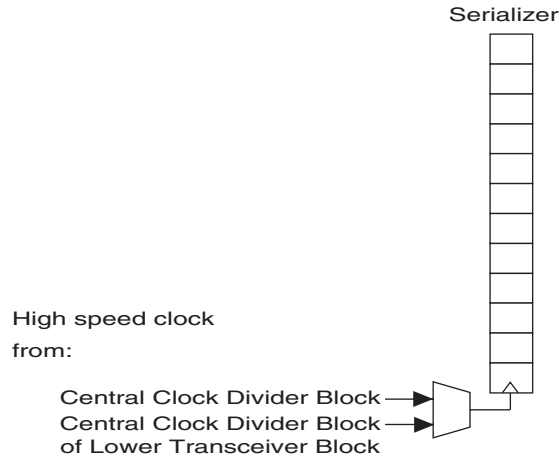 Serializer
High speed clock
from:
Central Clock Divider Block
Central Clock Divider Block
of Lower Transceiver Block